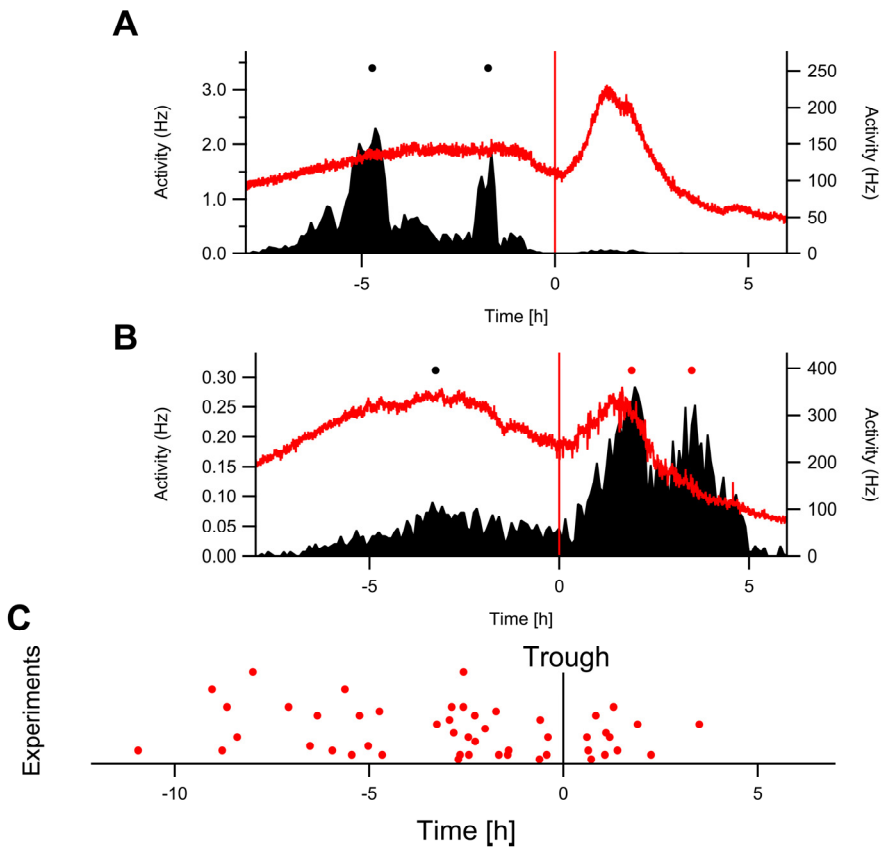 A
3.0
2.0
1.0
0.0
Activity (Hz)
250
200
150
100
50
0
Activity (Hz)
-5
0
5
Time [h]
B
0.30
0.25
0.20
0.15
0.10
0.05
0.00
Activity (Hz)
400
300
200
100
0
Activity (Hz)
-5
0
5
Time [h]
C
Experiments
Trough
-10
-5
0
5
Time [h]